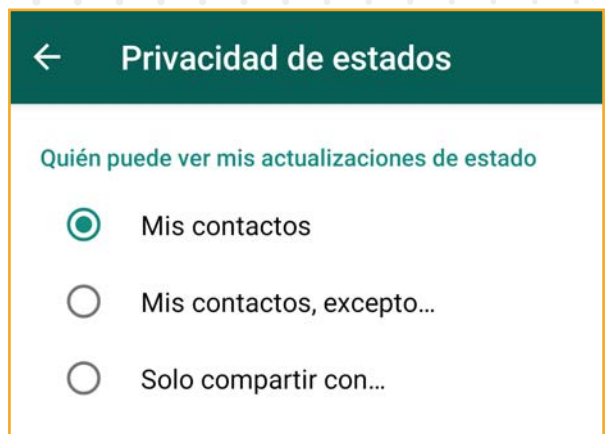 Privacidad de estados
Quién puede ver mis actualizaciones de estado
Mis contactos
Mis contactos, excepto...
Solo compartir con...